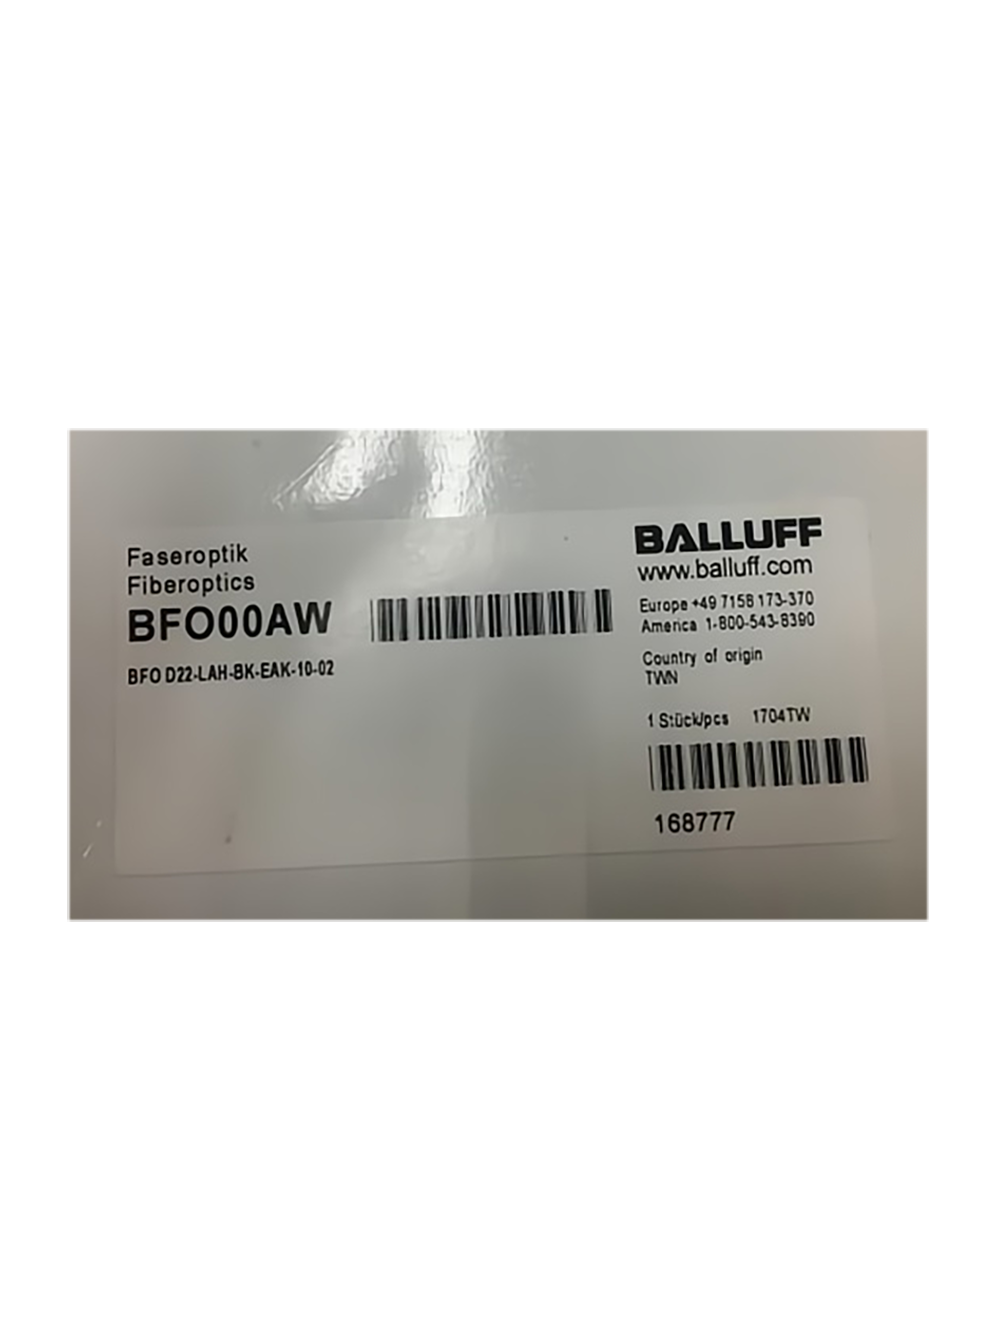 Faseroptik
Fiberoptics
BFO00AW
BFO D22-LAH-BK-EAK-10-02
BALLUFF
www.balluff.com
Europe +49 7158 173-370
America 1-800-543-8390
Country of origin
TWN
1 Stück/pcs 1704TW
168777